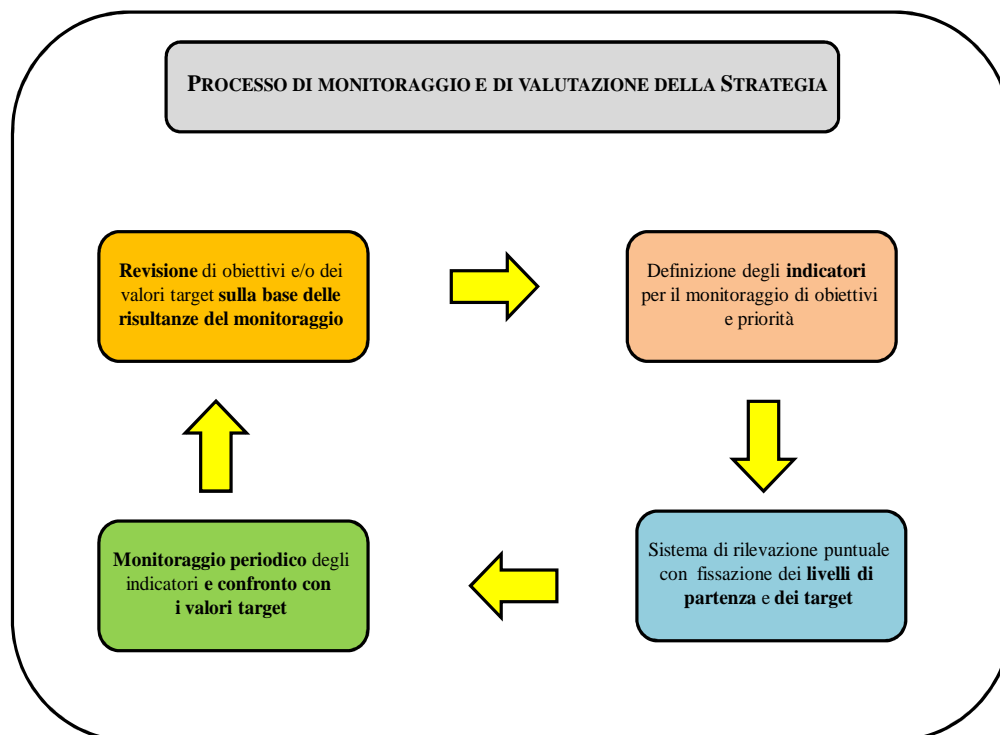 PROCESSO DI MONITORAGGIO E DI VALUTAZIONE DELLA STRATEGIA
Revisione di obiettivi e/o dei
valori target sulla base delle
risultanze del monitoraggio
Definizione degli indicatori
per il monitoraggio di obiettivi
e priorità
Monitoraggio periodico degli
indicatori e confronto con
i valori target
Sistema di rilevazione puntuale
con fissazione dei livelli di
partenza e dei target